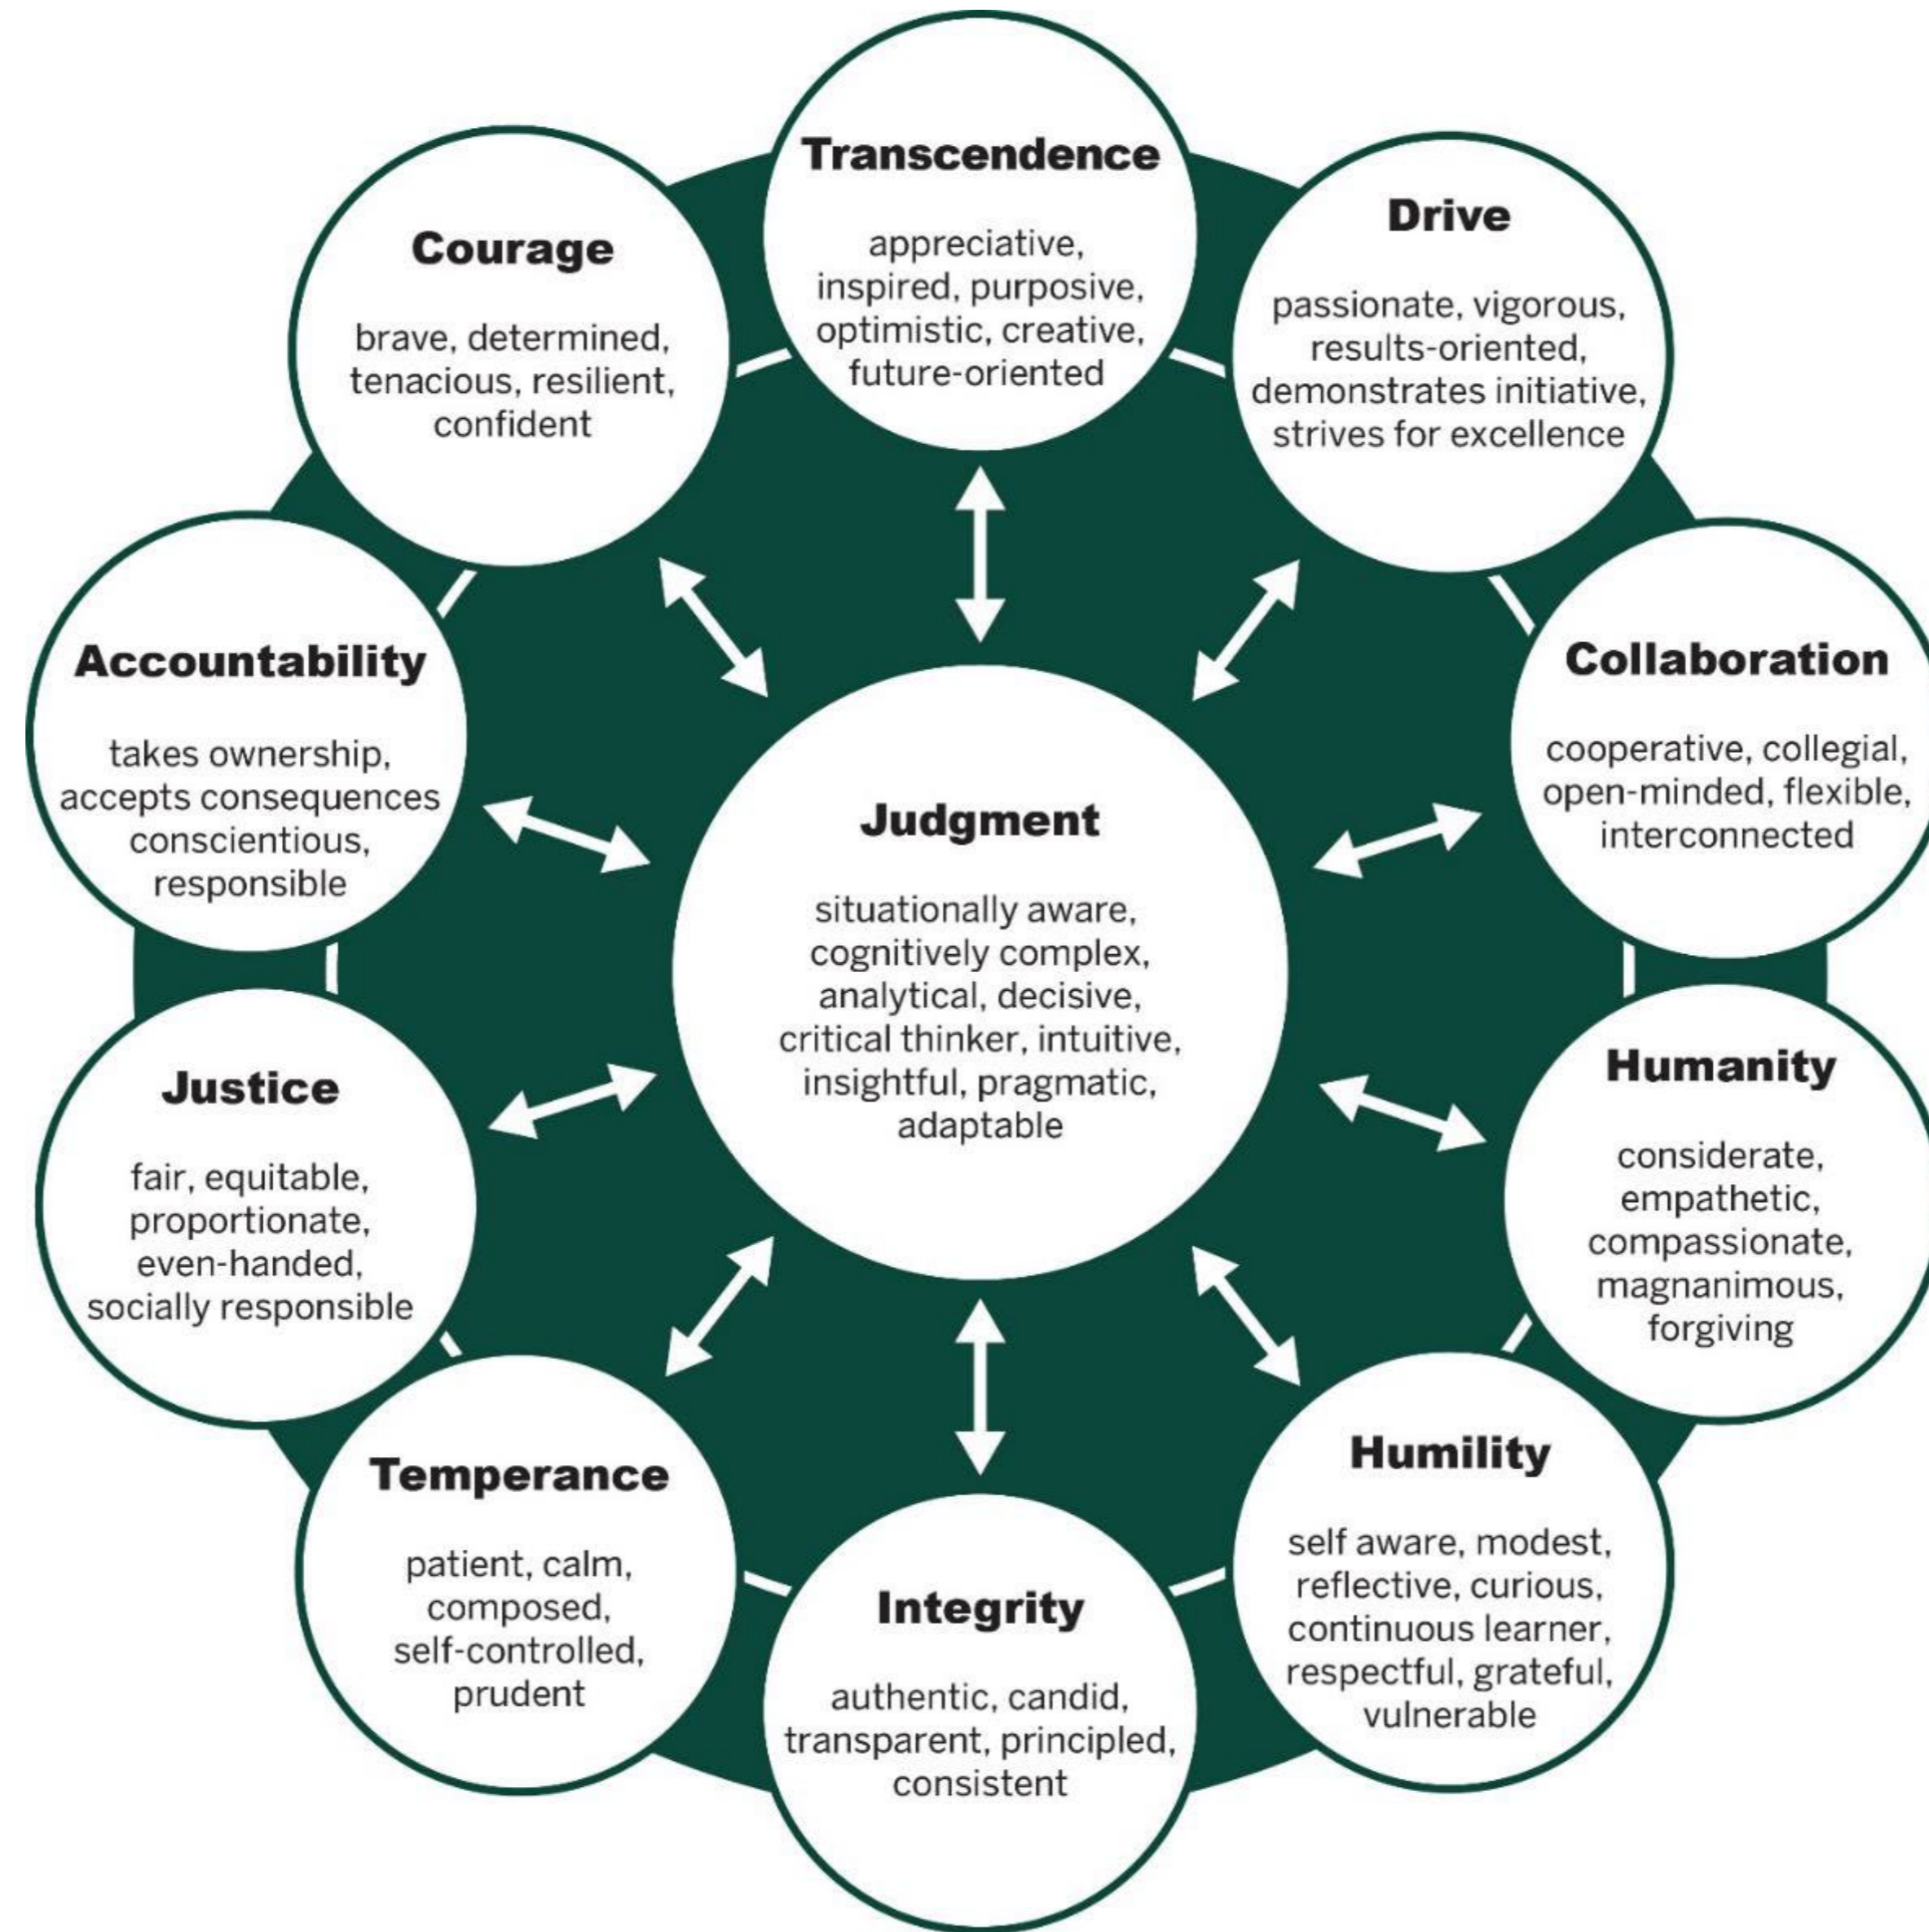 Transcendence
appreciative,
inspired, purposive,
optimistic, creative,
future-oriented
Drive
passionate, vigorous,
results-oriented,
demonstrates initiative,
strives for excellence
Collaboration
cooperative, collegial,
open-minded, flexible,
interconnected
Humanity
considerate,
empathetic,
compassionate,
magnanimous,
forgiving
Humility
self aware, modest,
reflective, curious,
continuous learner,
respectful, grateful,
vulnerable
Integrity
authentic, candid,
transparent, principled,
consistent
Temperance
patient, calm,
composed,
self-controlled,
prudent
Justice
fair, equitable,
proportionate,
even-handed,
socially responsible
Accountability
takes ownership,
accepts consequences
conscientious,
responsible
Courage
brave, determined,
tenacious, resilient,
confident
Judgment
situationally aware,
cognitively complex,
analytical, decisive,
critical thinker, intuitive,
insightful, pragmatic,
adaptable